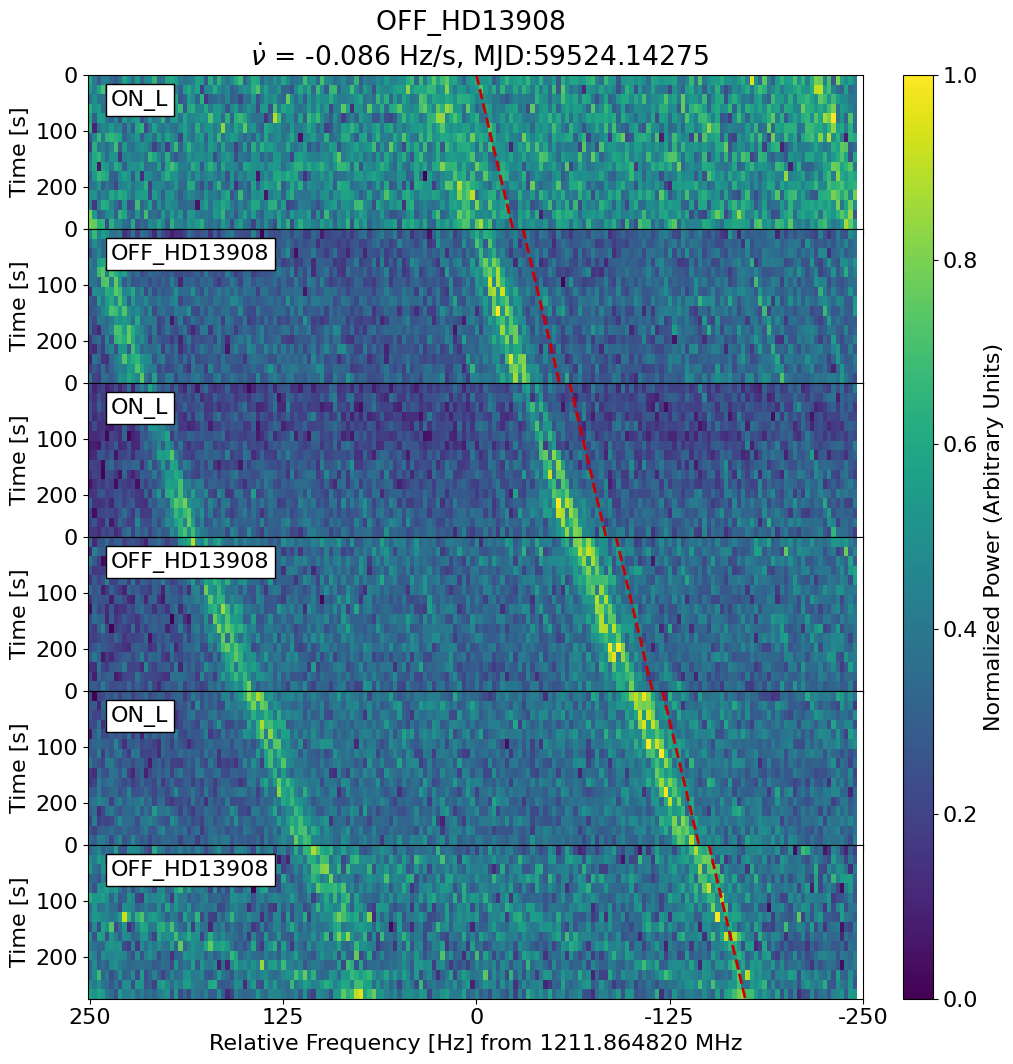 OFF_HD13908
ν̇ = -0.086 Hz/s, MJD:59524.14275
ON_L
OFF_HD13908
ON_L
OFF_HD13908
ON_L
OFF_HD13908
Time [s]
Time [s]
Time [s]
Time [s]
Time [s]
Time [s]
0
100
200
0
100
200
0
100
200
0
100
200
0
100
200
0
100
200
250
125
0
-125
-250
Relative Frequency [Hz] from 1211.864820 MHz
1.0
0.8
0.6
0.4
0.2
0.0
Normalized Power (Arbitrary Units)